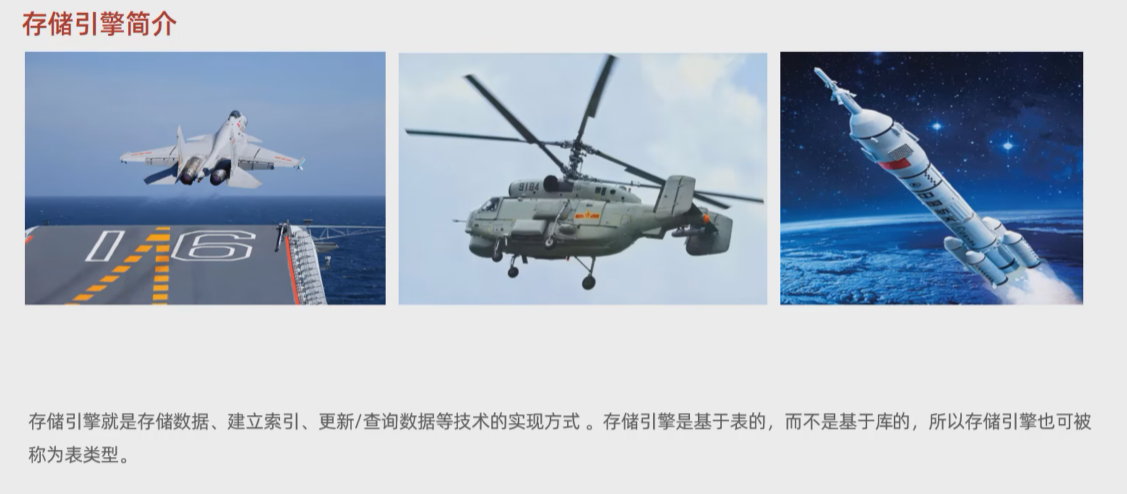 存储引擎简介
16
9194
存储引擎就是存储数据、建立索引、更新/查询数据等技术的实现方式 。存储引擎是基于表的，而不是基于库的，所以存储引擎也可被
称为表类型。